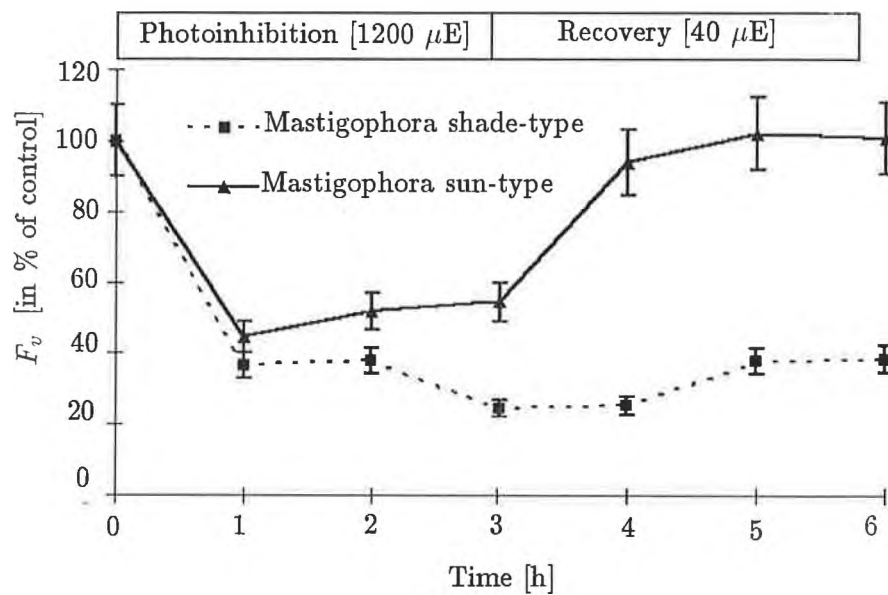 Photoinhibition [1200 μE] Recovery [40 μE]
120
100
80
60
40
20
0
F_v [in % of control]
Mastigophora shade-type
Mastigophora sun-type
0 1 2 3 4 5 6
Time [h]